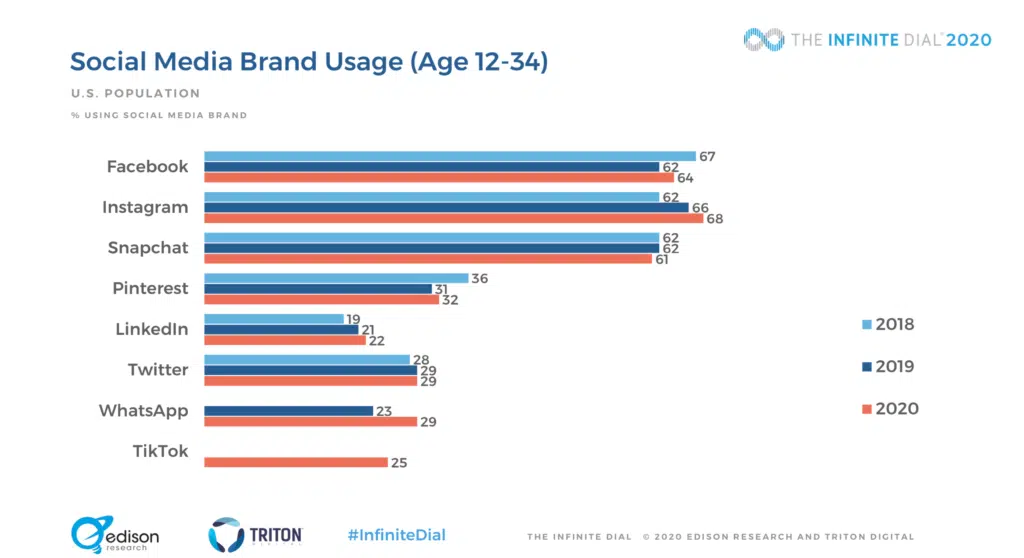 THE INFINITE DIAL 2020
Social Media Brand Usage (Age 12-34)
U.S. POPULATION
% USING SOCIAL MEDIA BRAND
Facebook
67
62
64
Instagram
62
66
68
Snapchat
62
62
61
Pinterest
36
31
32
LinkedIn
19
21
22
Twitter
28
29
29
WhatsApp
23
29
TikTok
25
2018
2019
2020
edison
research
TRITON
DIGITAL
#InfiniteDial
THE INFINITE DIAL © 2020 EDISON RESEARCH AND TRITON DIGITAL